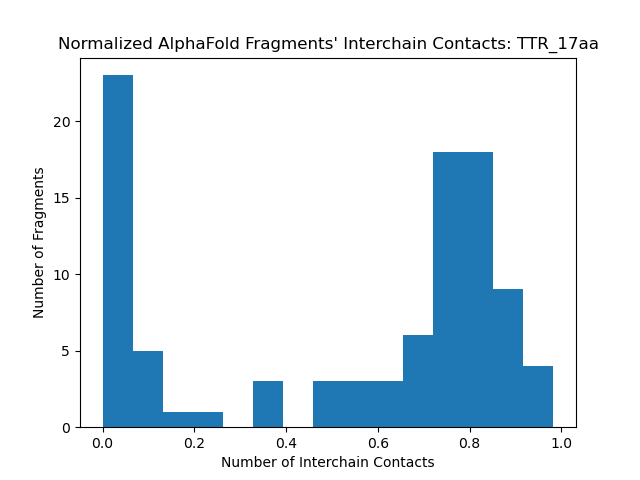 Normalized AlphaFold Fragments' Interchain Contacts: TTR_17aa
Number of Fragments
20
15
10
5
0
0.0 0.2 0.4 0.6 0.8 1.0
Number of Interchain Contacts